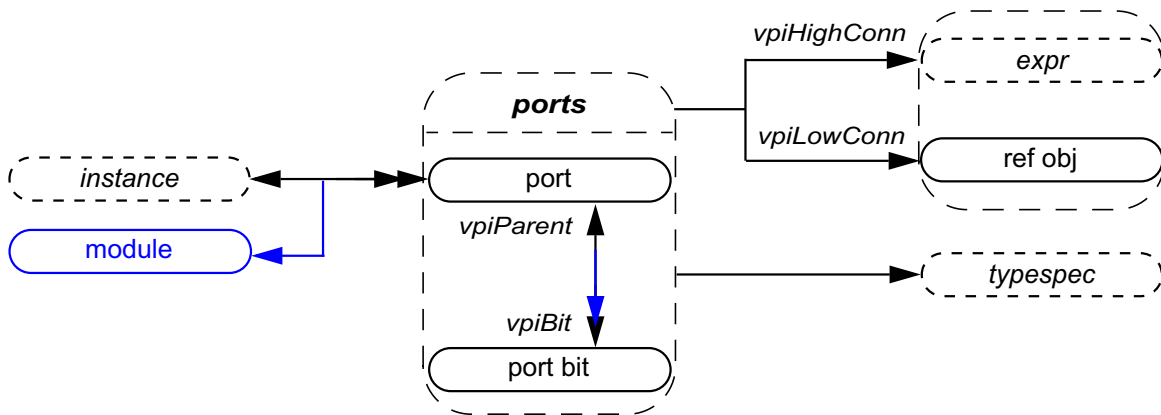 vpiHighConn
expr
ports
vpiLowConn
ref obj
port
instance
vpiParent
module
typespec
vpiBit
port bit